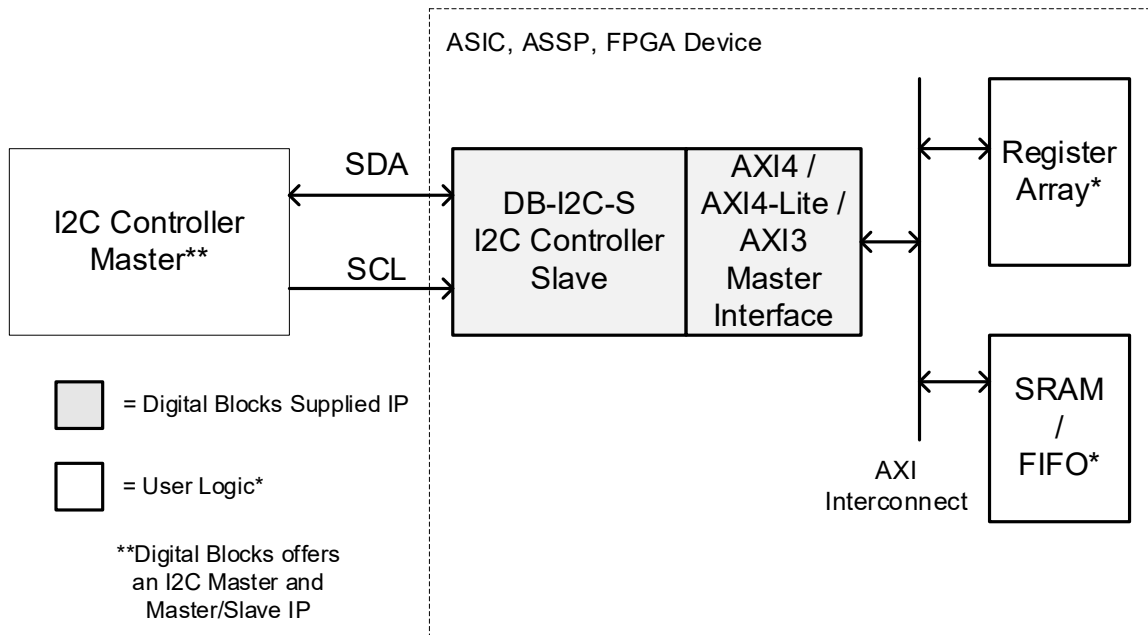 ASIC, ASSP, FPGA Device
I2C Controller
Master**
SDA
SCL
DB-I2C-S
I2C Controller
Slave
AXI4 /
AXI4-Lite /
AXI3
Master
Interface
Register
Array*
SRAM
/
FIFO*
AXI
Interconnect
= Digital Blocks Supplied IP
= User Logic*
**Digital Blocks offers
an I2C Master and
Master/Slave IP